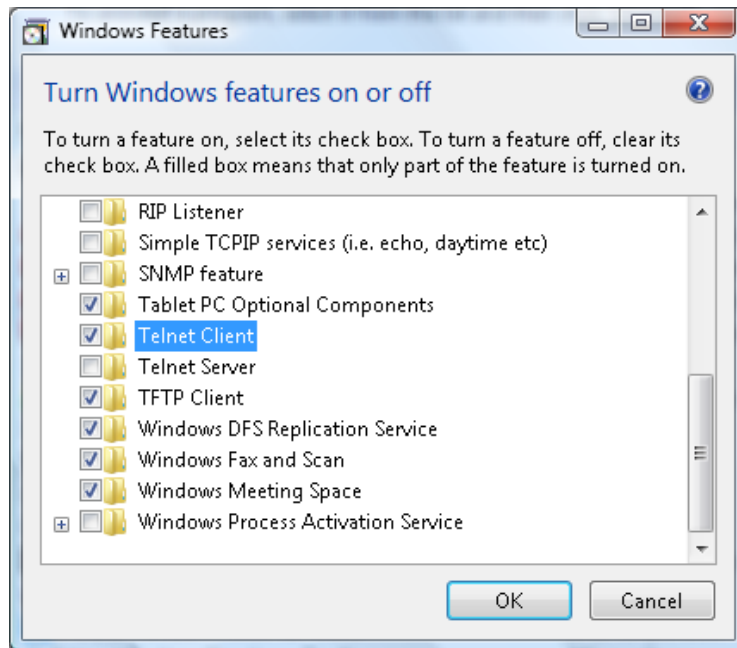 Windows Features
Turn Windows features on or off
To turn a feature on, select its check box. To turn a feature off, clear its
check box. A filled box means that only part of the feature is turned on.
RIP Listener
Simple TCPIP services (i.e. echo, daytime etc)
SNMP feature
Tablet PC Optional Components
Telnet Client
Telnet Server
TFTP Client
Windows DFS Replication Service
Windows Fax and Scan
Windows Meeting Space
Windows Process Activation Service
OK
Cancel